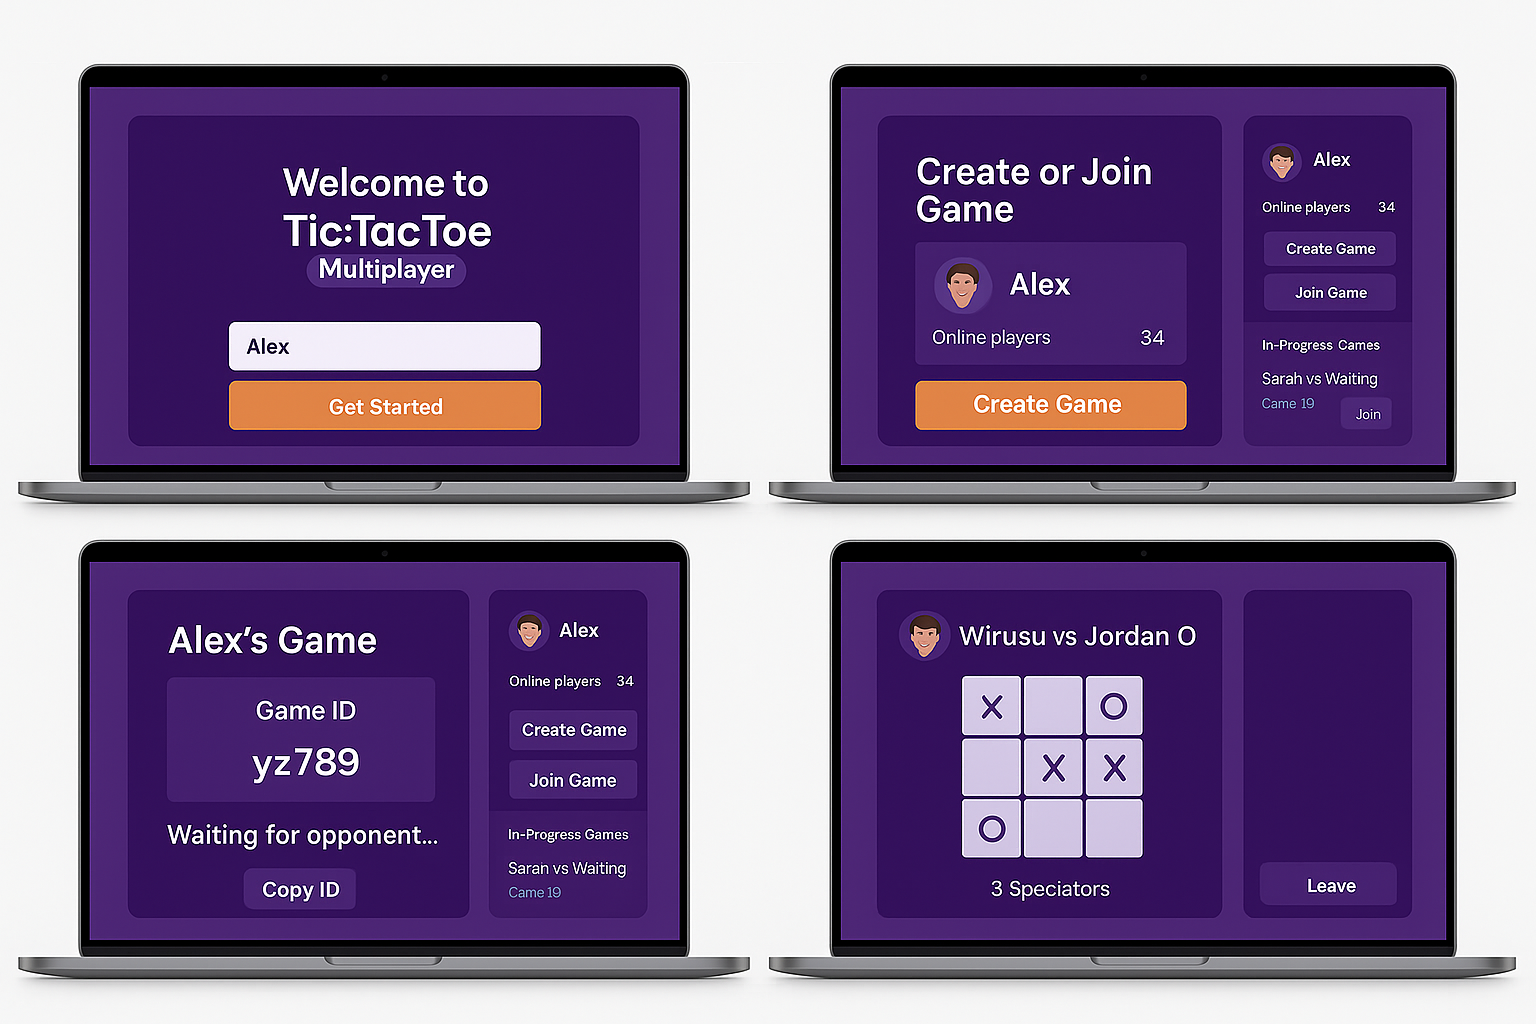 Welcome to
Tic:TacToe
Multiplayer
Alex
Get Started
Create or Join
Game
Alex
Online players 34
Create Game
Alex
Online players 34
Create Game
Join Game
In-Progress Cames
Sarah vs Waiting
Came 19
Join
Alex’s Game
Game ID
yz789
Waiting for opponent...
Copy ID
Alex
Online players 34
Create Game
Join Game
In-Progress Games
Saran vs Waiting
Came 19
Wirusu vs Jordan O
X O
X X
O
3 Speciators
Leave